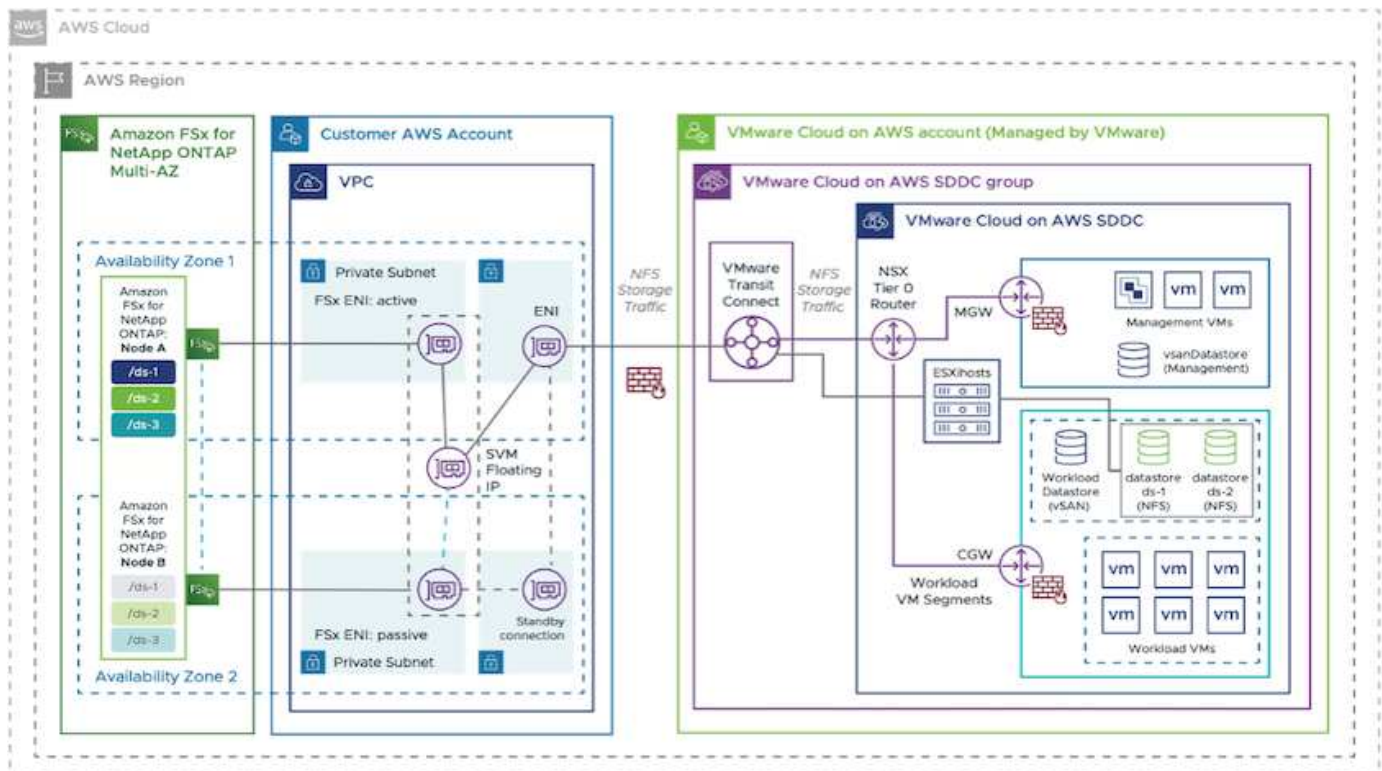 aws
AWS Cloud
AWS Region
FSx
Amazon FSx for
NetApp ONTAP
Multi-AZ
Customer AWS Account
VPC
Availability Zone 1
Amazon
FSx for
NetApp
ONTAP:
Node A
/ds-1
/ds-2
/ds-3
FSx
Private Subnet
FSx ENI: active
ENI
SVM
Floating
IP
Amazon
FSx for
NetApp
ONTAP:
Node B
/ds-1
/ds-2
/ds-3
FSx
FSx ENI: passive
Private Subnet
Standby
connection
Availability Zone 2
NFS
Storage
Traffic
VMware Cloud on AWS account (Managed by VMware)
VMware Cloud on AWS SDDC group
VMware Cloud on AWS SDDC
VMware
Transit
Connect
NFS
Storage
Traffic
NSX
Tier 0
Router
MGW
vm
vm
Management VMs
vsanDatastore
(Management)
ESXihosts
Workload
Datastore
(vSAN)
datastore
ds-1
(NFS)
datastore
ds-2
(NFS)
CGW
Workload
VM Segments
vm
vm
vm
vm
vm
vm
Workload VMs